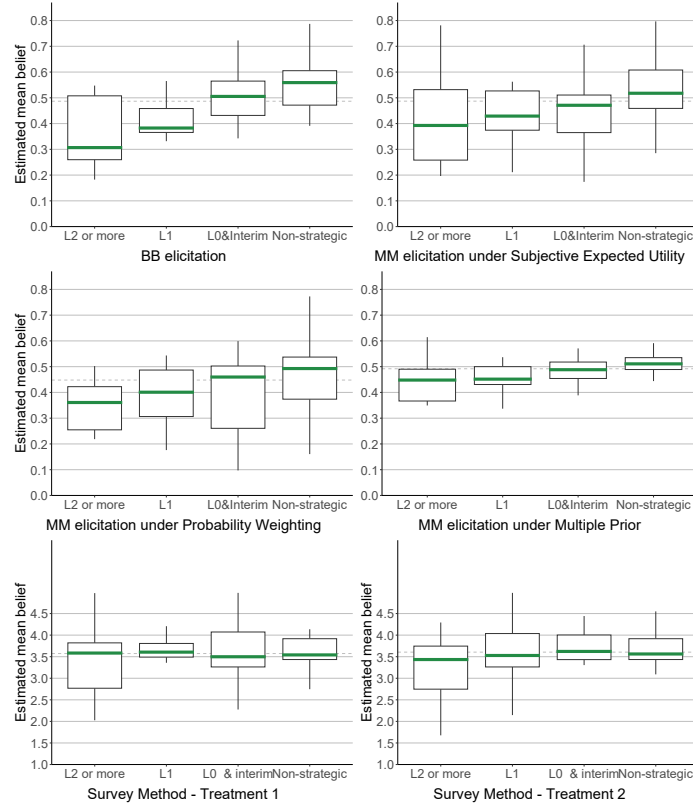 Estimated mean belief
0.8
0.7
0.6
0.5
0.4
0.3
0.2
0.1
0.0
L2 or more L1 L0&Interim Non-strategic
BB elicitation
Estimated mean belief
0.8
0.7
0.6
0.5
0.4
0.3
0.2
0.1
0.0
L2 or more L1 L0&Interim Non-strategic
MM elicitation under Subjective Expected Utility
Estimated mean belief
0.8
0.7
0.6
0.5
0.4
0.3
0.2
0.1
0.0
L2 or more L1 L0&Interim Non-strategic
MM elicitation under Probability Weighting
Estimated mean belief
0.8
0.7
0.6
0.5
0.4
0.3
0.2
0.1
0.0
L2 or more L1 L0&Interim Non-strategic
MM elicitation under Multiple Prior
Estimated mean belief
4.5
4.0
3.5
3.0
2.5
2.0
1.5
1.0
L2 or more L1 L0 & interim Non-strategic
Survey Method - Treatment 1
Estimated mean belief
4.5
4.0
3.5
3.0
2.5
2.0
1.5
1.0
L2 or more L1 L0 & interim Non-strategic
Survey Method - Treatment 2